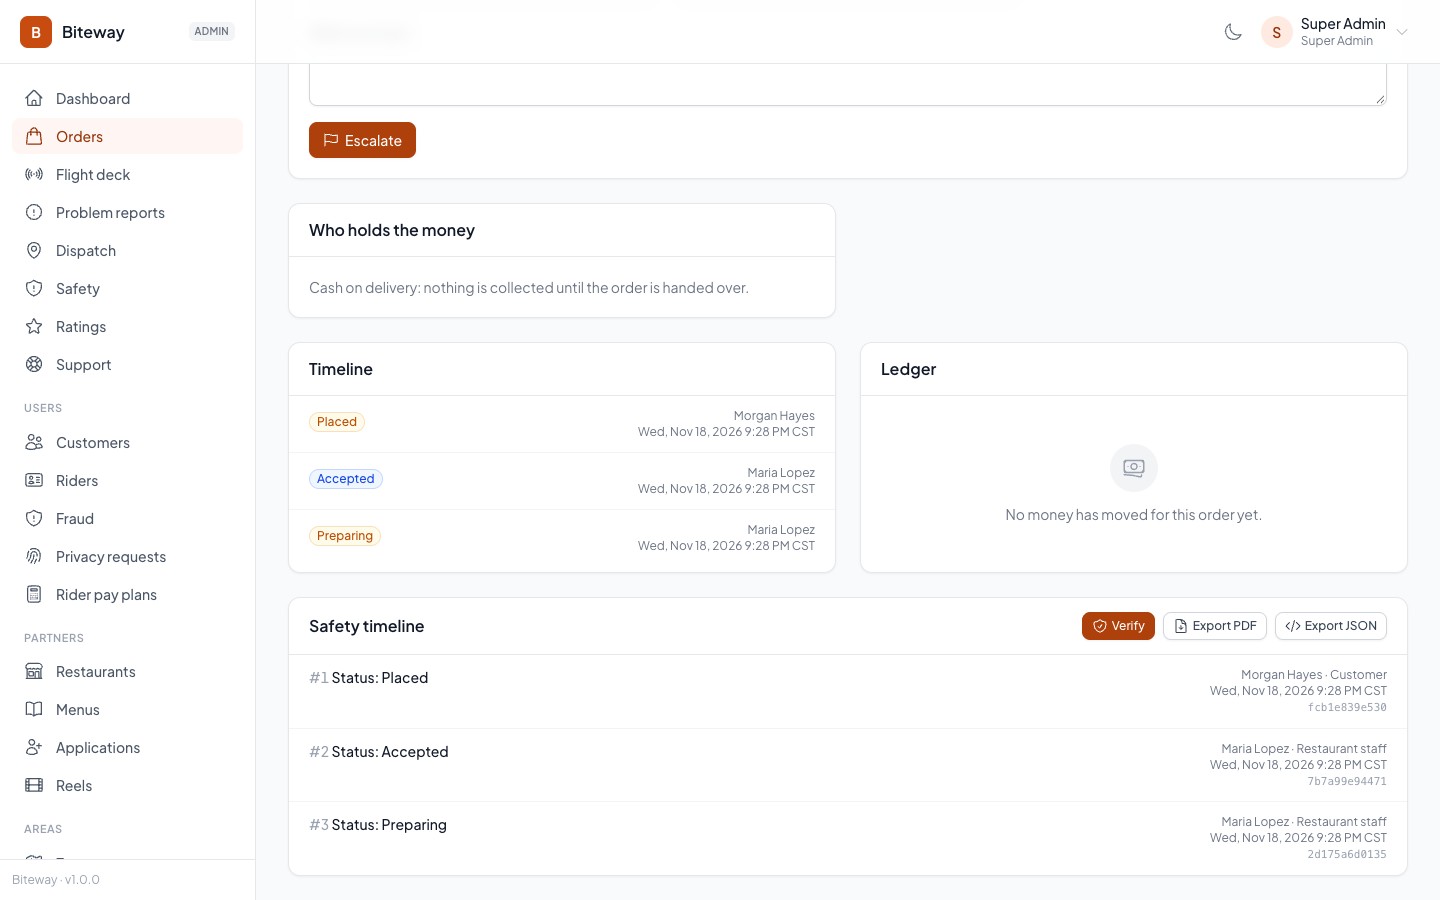 B Biteway ADMIN
S Super Admin
Super Admin
Dashboard
Orders
Flight deck
Problem reports
Dispatch
Safety
Ratings
Support
USERS
Customers
Riders
Fraud
Privacy requests
Rider pay plans
PARTNERS
Restaurants
Menus
Applications
Reels
AREAS
Biteway · v1.0.0
Escalate
Who holds the money
Cash on delivery: nothing is collected until the order is handed over.
Timeline
Placed
Morgan Hayes
Wed, Nov 18, 2026 9:28 PM CST
Accepted
Maria Lopez
Wed, Nov 18, 2026 9:28 PM CST
Preparing
Maria Lopez
Wed, Nov 18, 2026 9:28 PM CST
Ledger
No money has moved for this order yet.
Safety timeline
Verify
Export PDF
Export JSON
#1 Status: Placed
Morgan Hayes · Customer
Wed, Nov 18, 2026 9:28 PM CST
fcb1e839e530
#2 Status: Accepted
Maria Lopez · Restaurant staff
Wed, Nov 18, 2026 9:28 PM CST
7b7a99e94471
#3 Status: Preparing
Maria Lopez · Restaurant staff
Wed, Nov 18, 2026 9:28 PM CST
2d175a6d0135